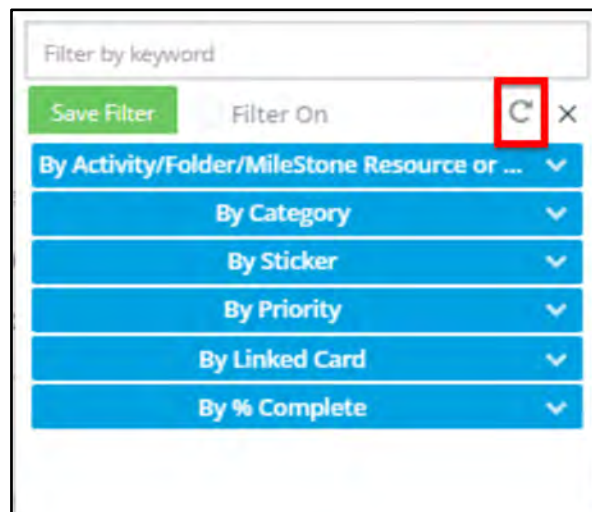 Filter by keyword
Save Filter Filter On
By Activity/Folder/MileStone Resource or ...
By Category
By Sticker
By Priority
By Linked Card
By % Complete